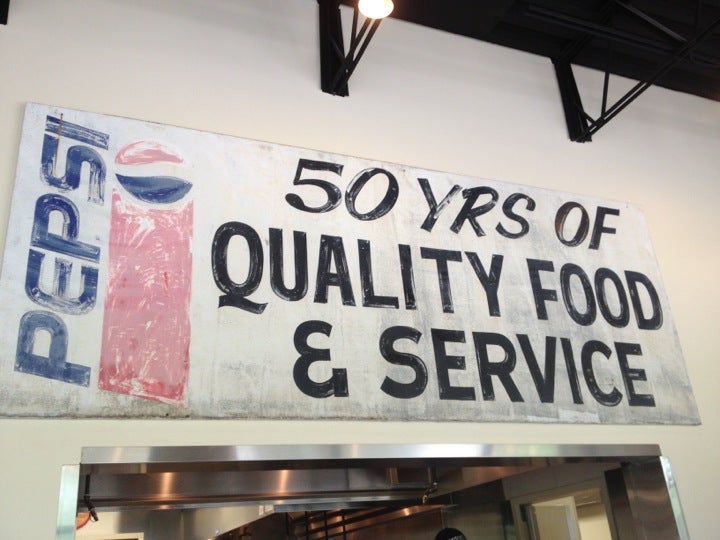 PEPSI
50 YRS OF
QUALITY FOOD
& SERVICE